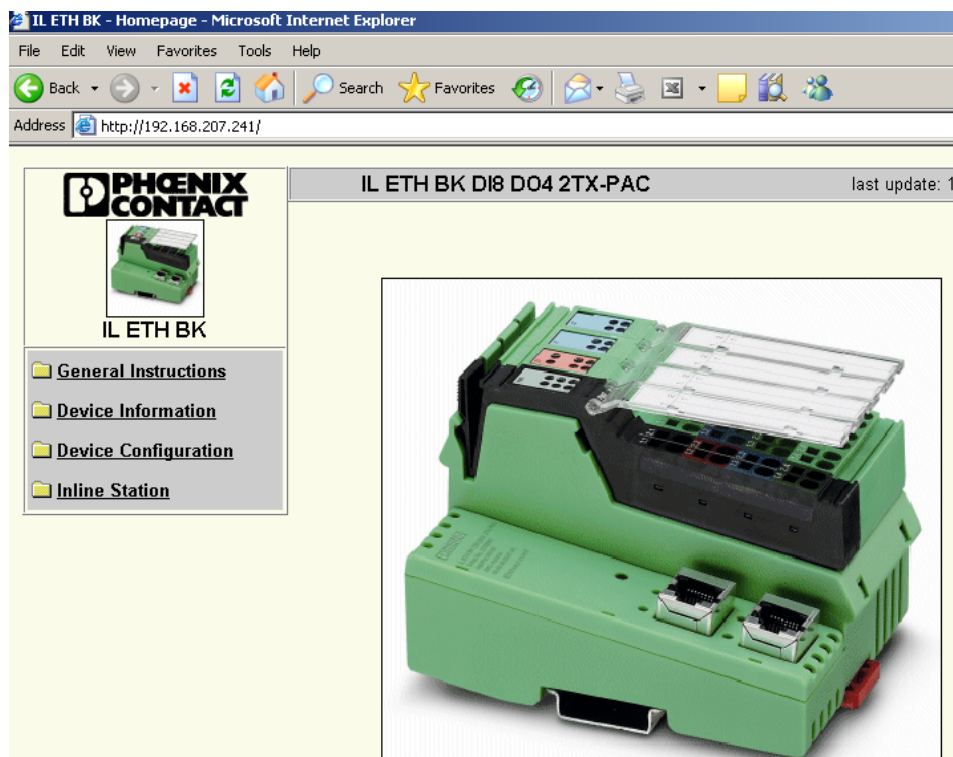 IL ETH BK - Homepage - Microsoft Internet Explorer
File Edit View Favorites Tools Help
Back Search Favorites
Address http://192.168.207.241/
PHŒNIX
CONTACT
IL ETH BK DI8 DO4 2TX-PAC
last update: 1
IL ETH BK
General Instructions
Device Information
Device Configuration
Inline Station